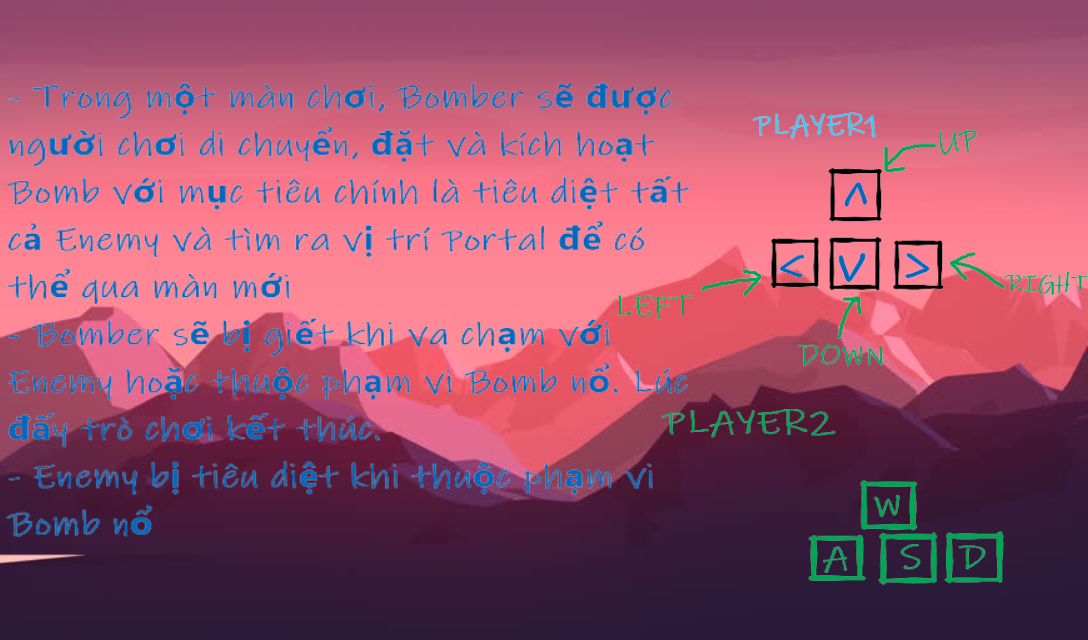 - Trong một màn chơi, Bomber sẽ được
người chơi di chuyển, đặt và kích hoạt
Bomb với mục tiêu chính là tiêu diệt tất
cả Enemy và tìm ra vị trí Portal để có
thể qua màn mới
- Bomber sẽ bị giết khi va chạm với
Enemy hoặc thuộc phạm vi Bomb nổ. Lúc
đấy trò chơi kết thúc.
- Enemy bị tiêu diệt khi thuộc phạm vi
Bomb nổ
PLAYER1
UP
^
< V >
LEFT
RIGHT
DOWN
PLAYER2
W
A S D